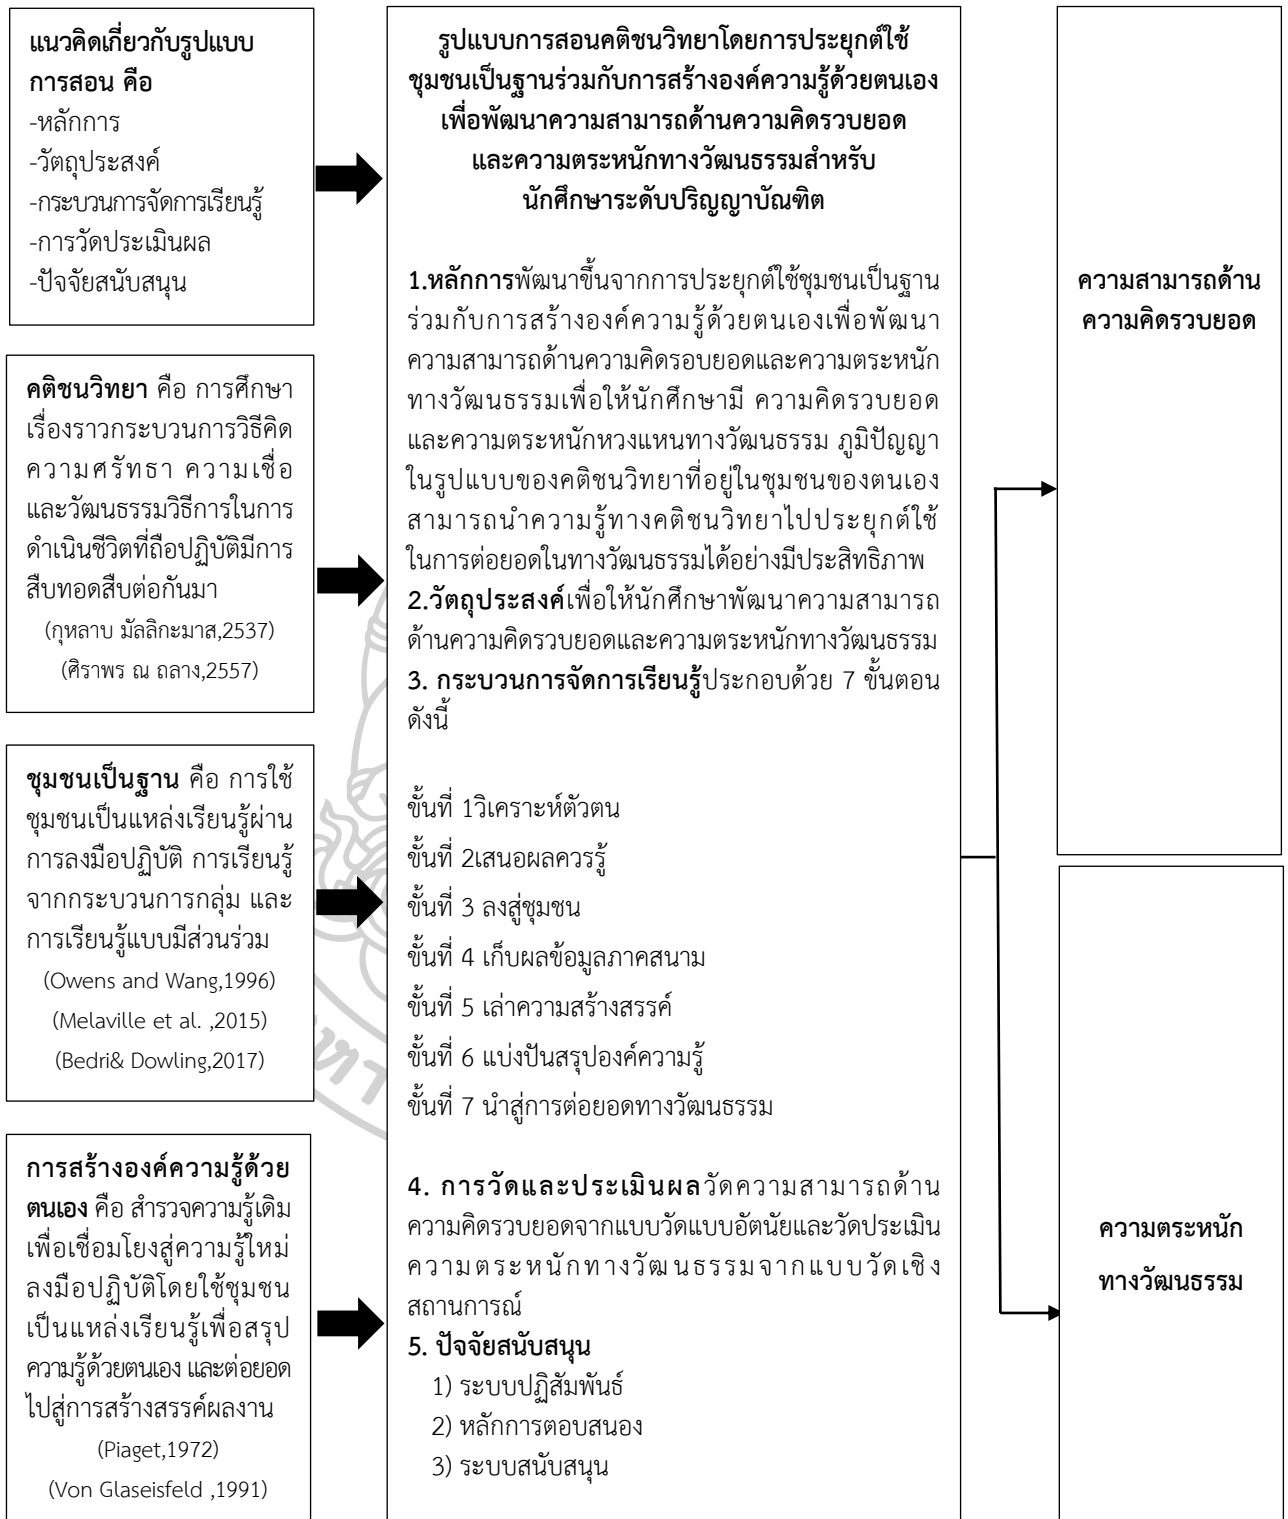 แนวคิดเกี่ยวกับรูปแบบ
การสอน คือ
-หลักการ
-วัตถุประสงค์
-กระบวนการจัดการเรียนรู้
-การวัดประเมินผล
-ปัจจัยสนับสนุน
คติชนวิทยา คือ การศึกษา
เรื่องราวกระบวนการวิธีคิด
ความศรัทธา ความเชื่อ
และวัฒนธรรมวิธีการในการ
ดำเนินชีวิตที่ถือปฏิบัติมีการ
สืบทอดสืบต่อกันมา
(กุหลาบ มัลลิกะมาส,2537)
(ศิราพร ณ ถลาง,2557)
ชุมชนเป็นฐาน คือ การใช้
ชุมชนเป็นแหล่งเรียนรู้ผ่าน
การลงมือปฏิบัติ การเรียนรู้
จากกระบวนการกลุ่ม และ
การเรียนรู้แบบมีส่วนร่วม
(Owens and Wang,1996)
(Melaville et al. ,2015)
(Bedri& Dowling,2017)
การสร้างองค์ความรู้ด้วย
ตนเอง คือ สำรวจความรู้เดิม
เพื่อเชื่อมโยงสู่ความรู้ใหม่
ลงมือปฏิบัติโดยใช้ชุมชน
เป็นแหล่งเรียนรู้เพื่อสรุป
ความรู้ด้วยตนเอง และต่อยอด
ไปสู่การสร้างสรรค์ผลงาน
(Piaget,1972)
(Von Glaseisfeld ,1991)
รูปแบบการสอนคติชนวิทยาโดยการประยุกต์ใช้
ชุมชนเป็นฐานร่วมกับการสร้างองค์ความรู้ด้วยตนเอง
เพื่อพัฒนาความสามารถด้านความคิดรวบยอด
และความตระหนักทางวัฒนธรรมสำหรับ
นักศึกษาระดับปริญญาบัณฑิต
1.หลักการพัฒนาขึ้นจากการประยุกต์ใช้ชุมชนเป็นฐาน
ร่วมกับการสร้างองค์ความรู้ด้วยตนเองเพื่อพัฒนา
ความสามารถด้านความคิดรอบยอดและความตระหนัก
ทางวัฒนธรรมเพื่อให้นักศึกษามี ความคิดรวบยอด
และความตระหนักหวงแหนทางวัฒนธรรม ภูมิปัญญา
ในรูปแบบของคติชนวิทยาที่อยู่ในชุมชนของตนเอง
สามารถนำความรู้ทางคติชนวิทยาไปประยุกต์ใช้
ในการต่อยอดในทางวัฒนธรรมได้อย่างมีประสิทธิภาพ
2.วัตถุประสงค์เพื่อให้นักศึกษาพัฒนาความสามารถ
ด้านความคิดรวบยอดและความตระหนักทางวัฒนธรรม
3. กระบวนการจัดการเรียนรู้ประกอบด้วย 7 ขั้นตอน
ดังนี้
ขั้นที่ 1วิเคราะห์ตัวตน
ขั้นที่ 2เสนอผลควรรู้
ขั้นที่ 3 ลงสู่ชุมชน
ขั้นที่ 4 เก็บผลข้อมูลภาคสนาม
ขั้นที่ 5 เล่าความสร้างสรรค์
ขั้นที่ 6 แบ่งปันสรุปองค์ความรู้
ขั้นที่ 7 นำสู่การต่อยอดทางวัฒนธรรม
4. การวัดและประเมินผลวัดความสามารถด้าน
ความคิดรวบยอดจากแบบวัดแบบอัตนัยและวัดประเมิน
ความตระหนักทางวัฒนธรรมจากแบบวัดเชิง
สถานการณ์
5. ปัจจัยสนับสนุน
1) ระบบปฏิสัมพันธ์
2) หลักการตอบสนอง
3) ระบบสนับสนุน
ความสามารถด้าน
ความคิดรวบยอด
ความตระหนัก
ทางวัฒนธรรม